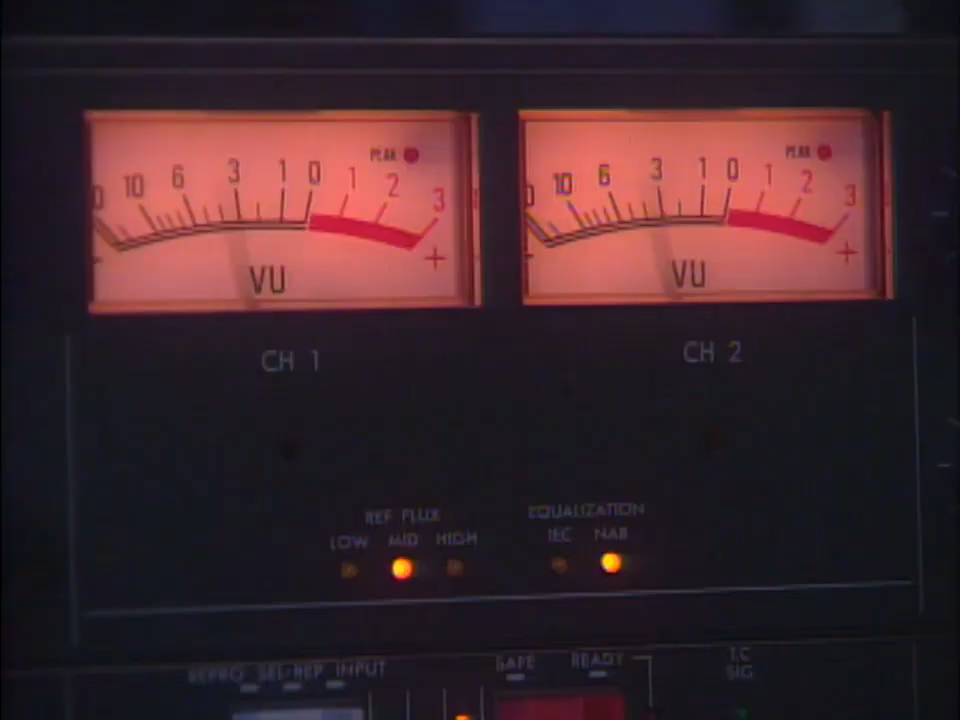 PEAK
0 10 6 3 1 0 1 2 3
- +
VU
CH 1
PEAK
0 10 6 3 1 0 1 2 3
- +
VU
CH 2
REF FLUX
LOW MID HIGH
EQUALIZATION
IEC NAB
REPRO SEL-REP INPUT
SAFE READY
T.C
SIG